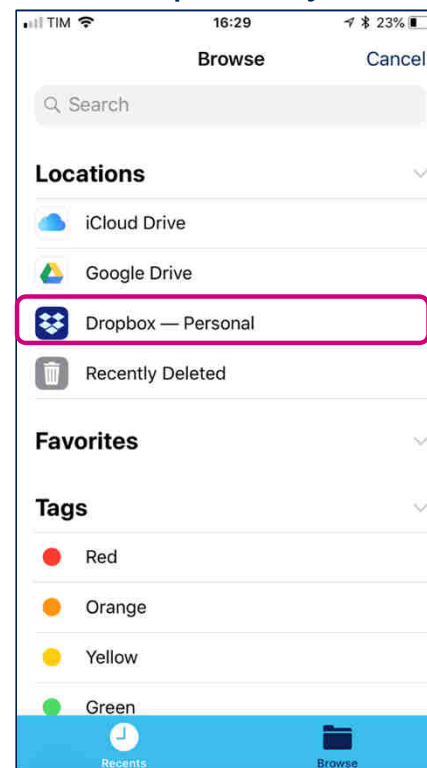 TIM 16:29 23%
Browse Cancel
Search
Locations
iCloud Drive
Google Drive
Dropbox — Personal
Recently Deleted
Favorites
Tags
Red
Orange
Yellow
Green
Recents Browse